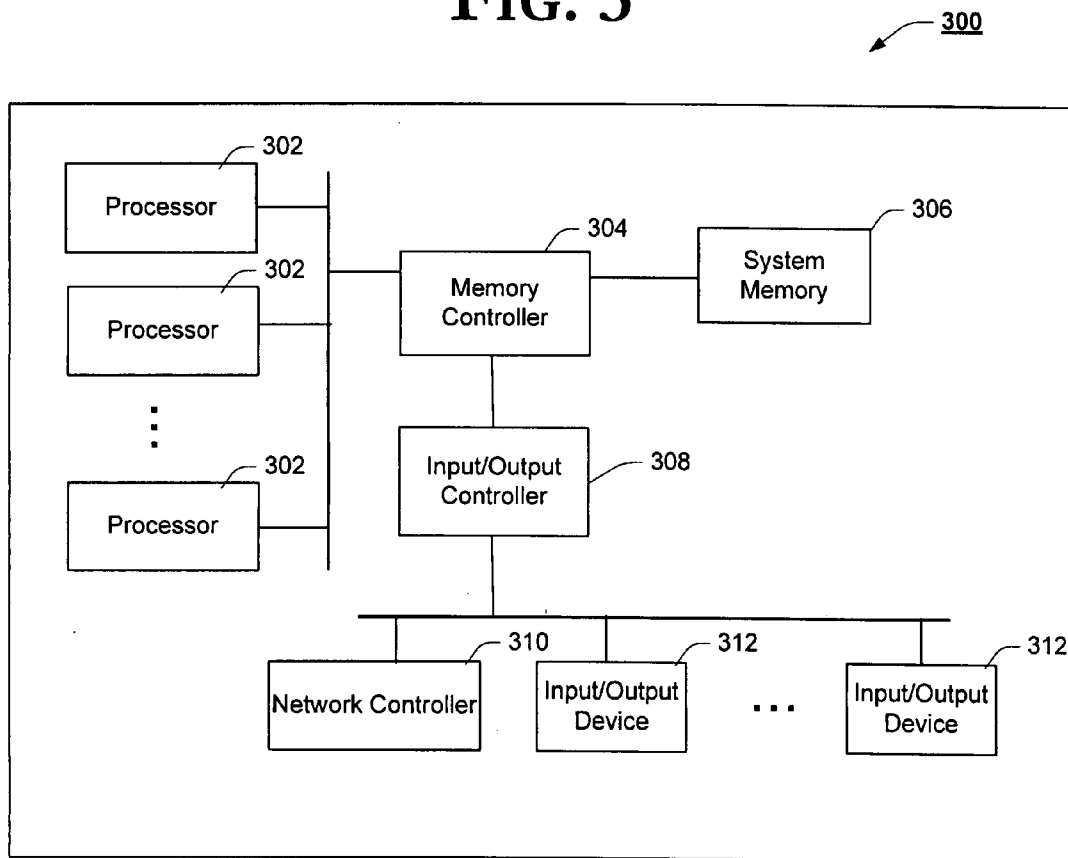 FIG.
300
302
Processor
302
Processor
302
Processor
304
Memory
Controller
306
System
Memory
308
Input/Output
Controller
310
Network Controller
312
Input/Output
Device
312
Input/Output
Device